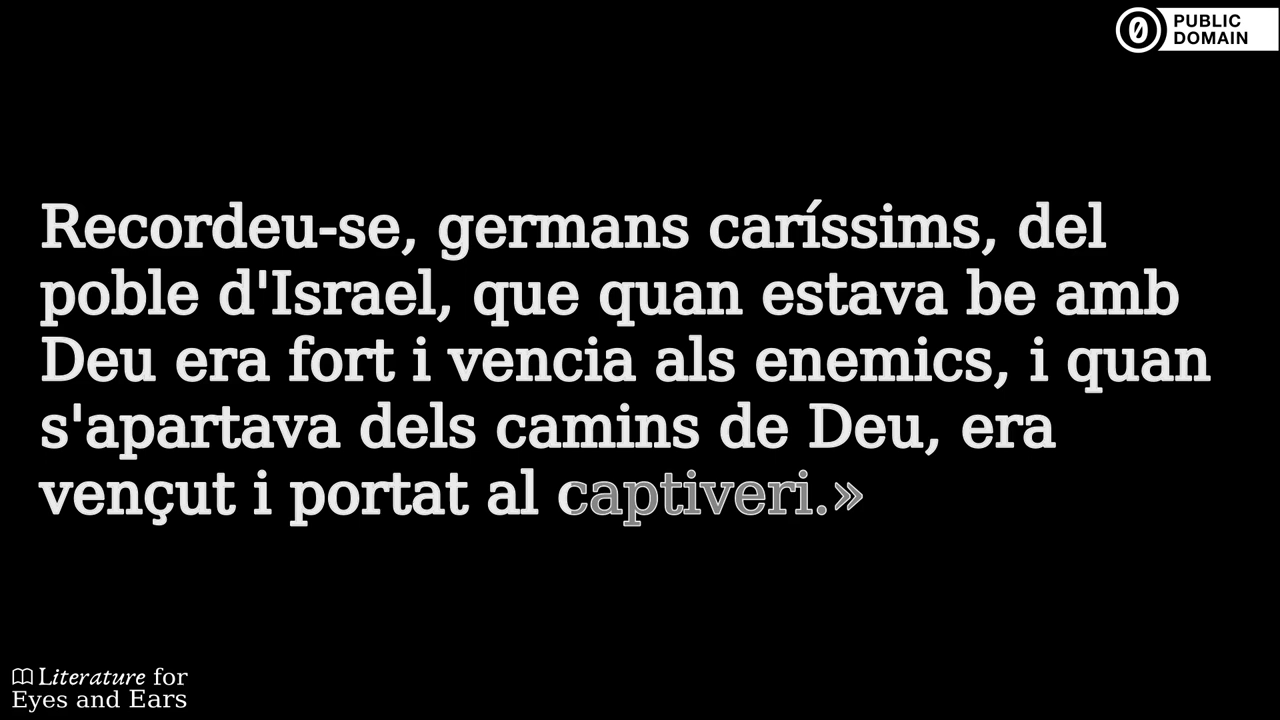 PUBLIC
DOMAIN
Recordeu-se, germans caríssims, del
poble d'Israel, que quan estava be amb
Deu era fort i vencia als enemics, i quan
s'apartava dels camins de Deu, era
vençut i portat al captiveri.»
Literature for
Eyes and Ears